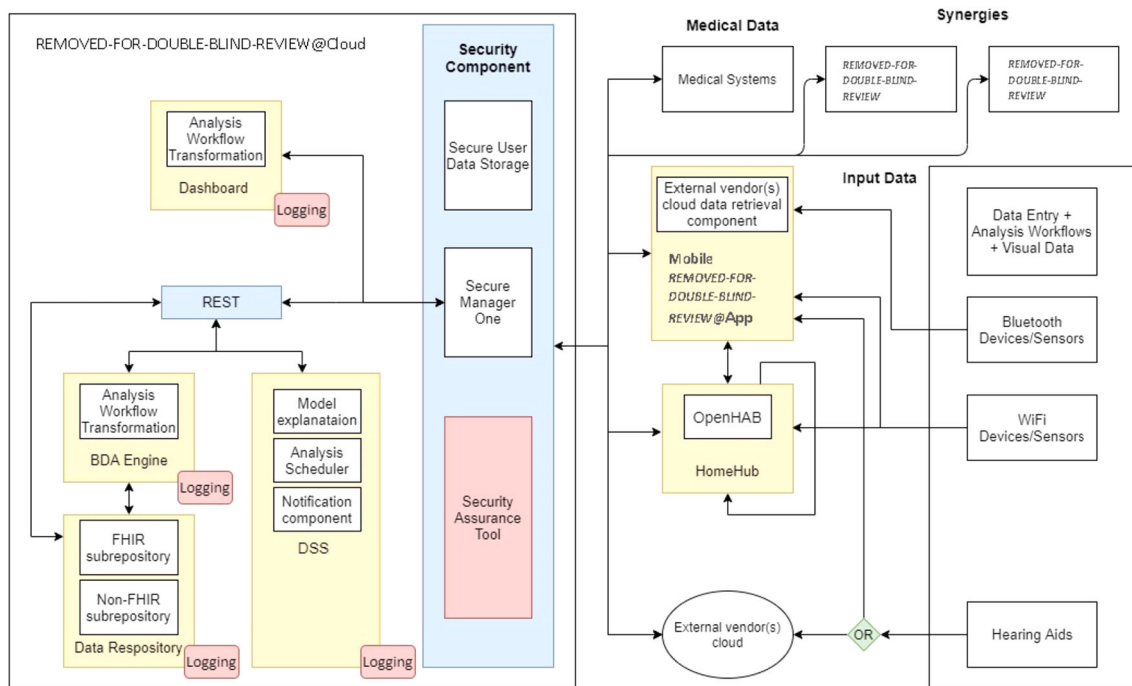 REMOVED-FOR-DOUBLE-BLIND-REVIEW@Cloud
Security
Component
Analysis
Workflow
Transformation
Dashboard
Logging
Secure User
Data Storage
REST
Secure Manager
One
Analysis
Workflow
Transformation
BDA Engine
Logging
Model
explanataion
Analysis
Scheduler
Notification
component
DSS
Logging
FHIR
subrepository
Non-FHIR
subrepository
Data Respository
Logging
Security
Assurance
Tool
Medical Data
Synergies
Medical Systems
REMOVED-FOR-
DOUBLE-BLIND-
REVIEW
REMOVED-FOR-
DOUBLE-BLIND-
REVIEW
Input Data
External vendor(s)
cloud data retrieval
component
Mobile
REMOVED-FOR-
DOUBLE-BLIND-
REVIEW@App
Data Entry +
Analysis Workflows
+ Visual Data
Bluetooth
Devices/Sensors
OpenHAB
HomeHub
WiFi
Devices/Sensors
External vendor(s)
cloud
OR
Hearing Aids